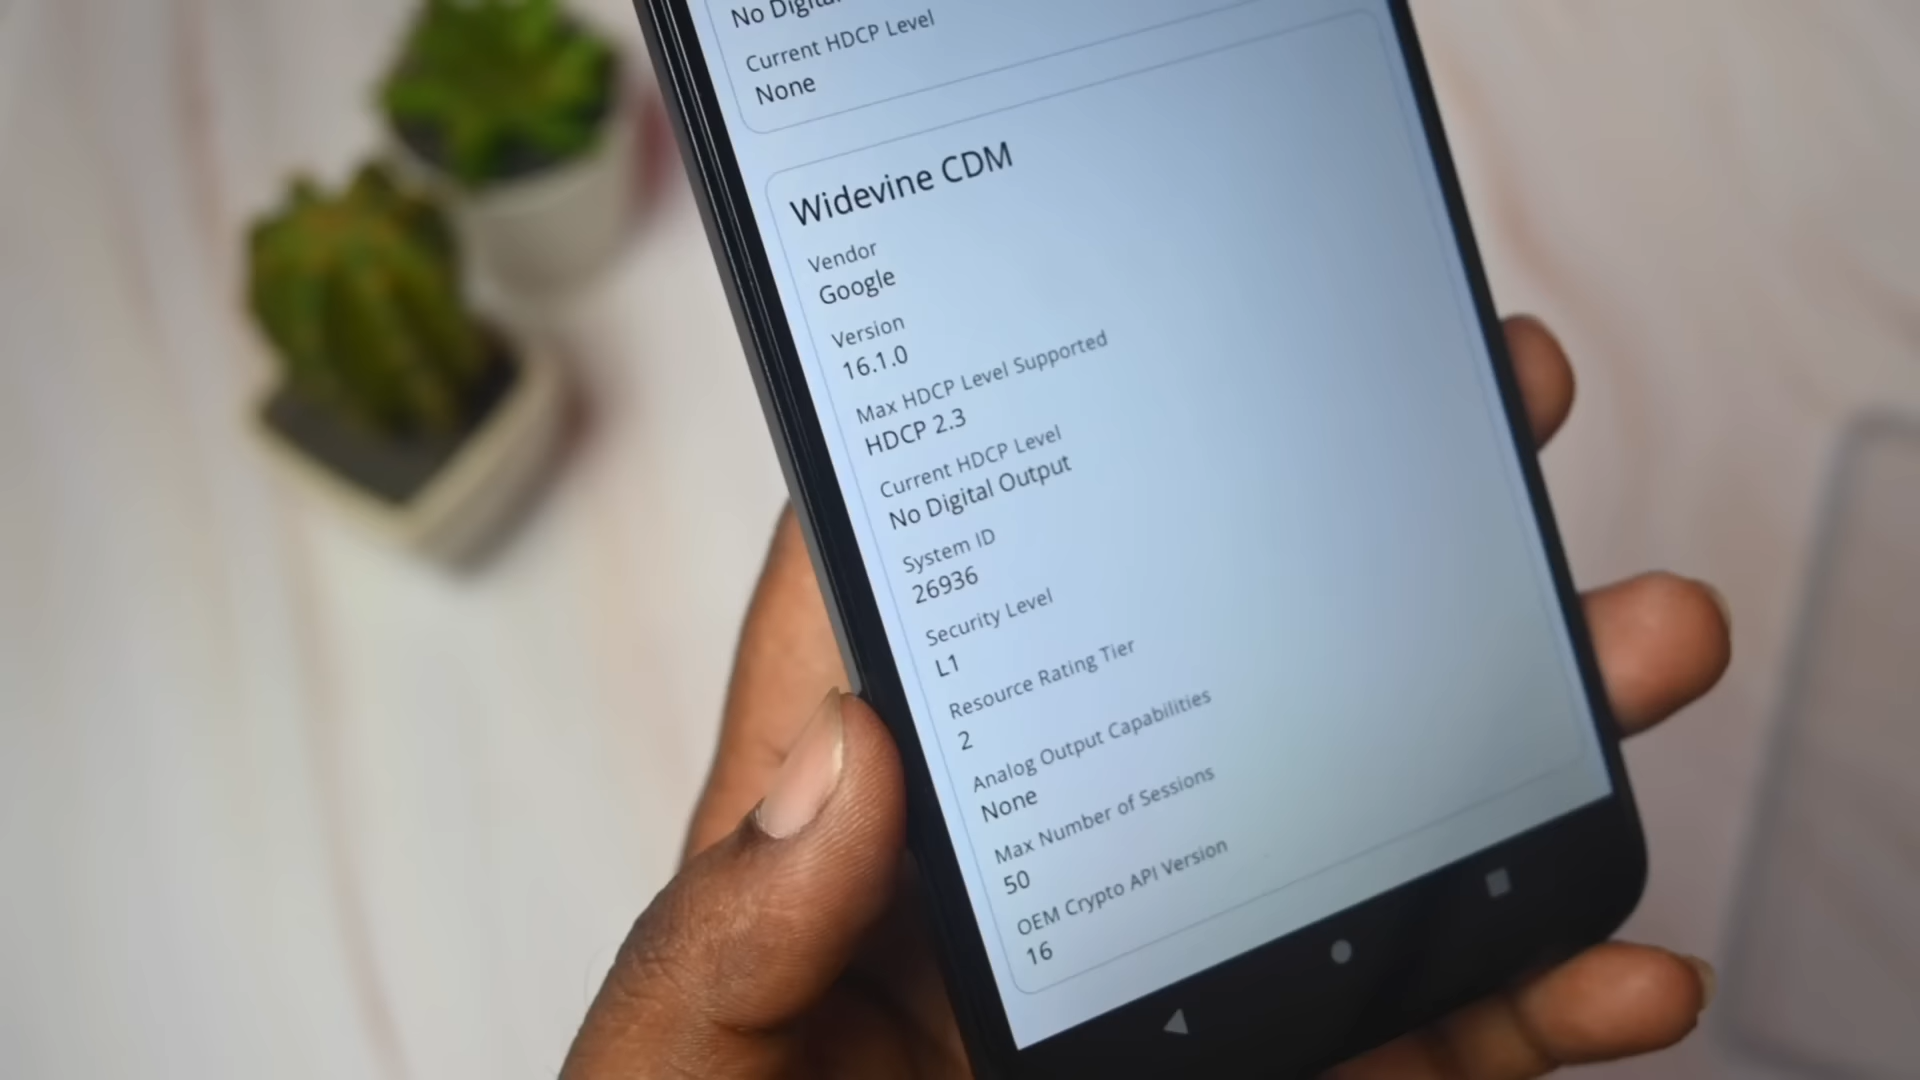 No Digital
Current HDCP Level
None
Widevine CDM
Vendor
Google
Version
16.1.0
Max HDCP Level Supported
HDCP 2.3
Current HDCP Level
No Digital Output
System ID
26936
Security Level
L1
Resource Rating Tier
2
Analog Output Capabilities
None
Max Number of Sessions
50
OEM Crypto API Version
16